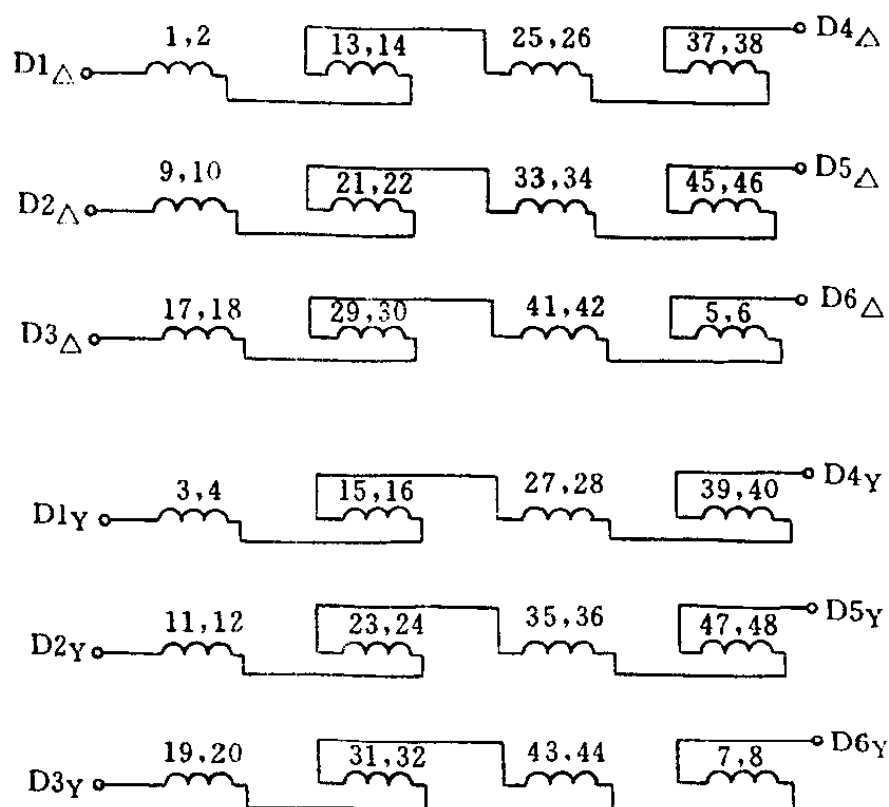 D1△ 1,2 13,14 25,26 37,38 D4△
D2△ 9,10 21,22 33,34 45,46 D5△
D3△ 17,18 29,30 41,42 5,6 D6△
D1Y 3,4 15,16 27,28 39,40 D4Y
D2Y 11,12 23,24 35,36 47,48 D5Y
D3Y 19,20 31,32 43,44 7,8 D6Y